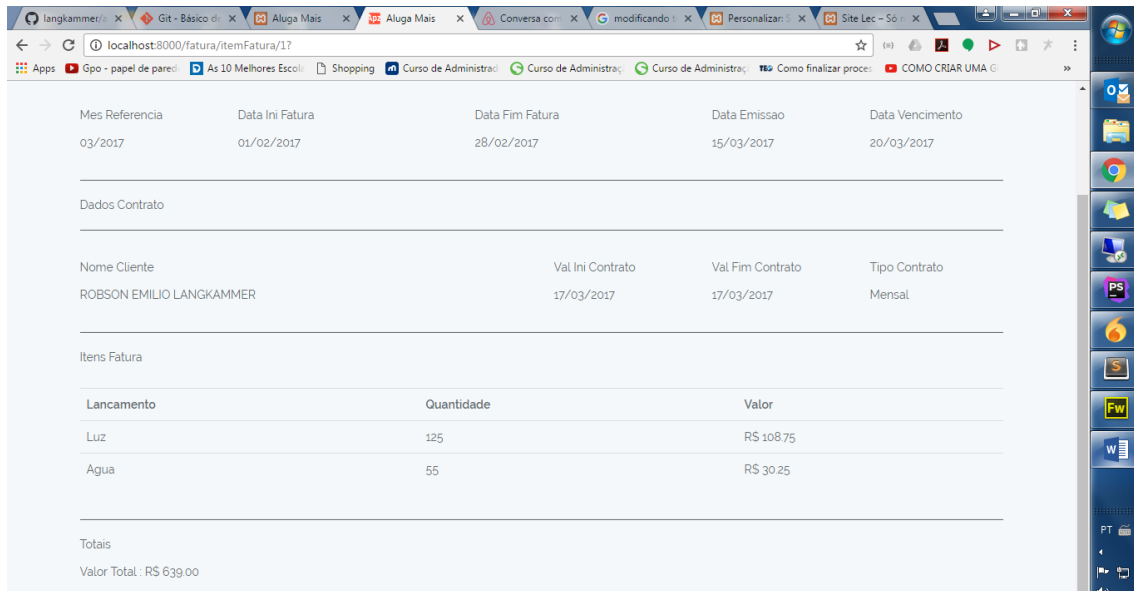 langkammer/a
Git - Básico de
Aluga Mais
Aluga Mais
Conversa com
modificando t
Personalizar: S
Site Lec – Só n
localhost:8000/fatura/itemFatura/1?
Apps
Gpo - papel de pared
As 10 Melhores Escol
Shopping
Curso de Administrad
Curso de Administraç
Curso de Administraç
Como finalizar proces
COMO CRIAR UMA G
Mes Referencia Data Ini Fatura Data Fim Fatura Data Emissao Data Vencimento
03/2017 01/02/2017 28/02/2017 15/03/2017 20/03/2017
Dados Contrato
Nome Cliente Val Ini Contrato Val Fim Contrato Tipo Contrato
ROBSON EMILIO LANGKAMMER 17/03/2017 17/03/2017 Mensal
Itens Fatura
Lancamento Quantidade Valor
Luz 125 R$ 108.75
Agua 55 R$ 30.25
Totais
Valor Total : R$ 639.00
PS
S
Fw
W
PT